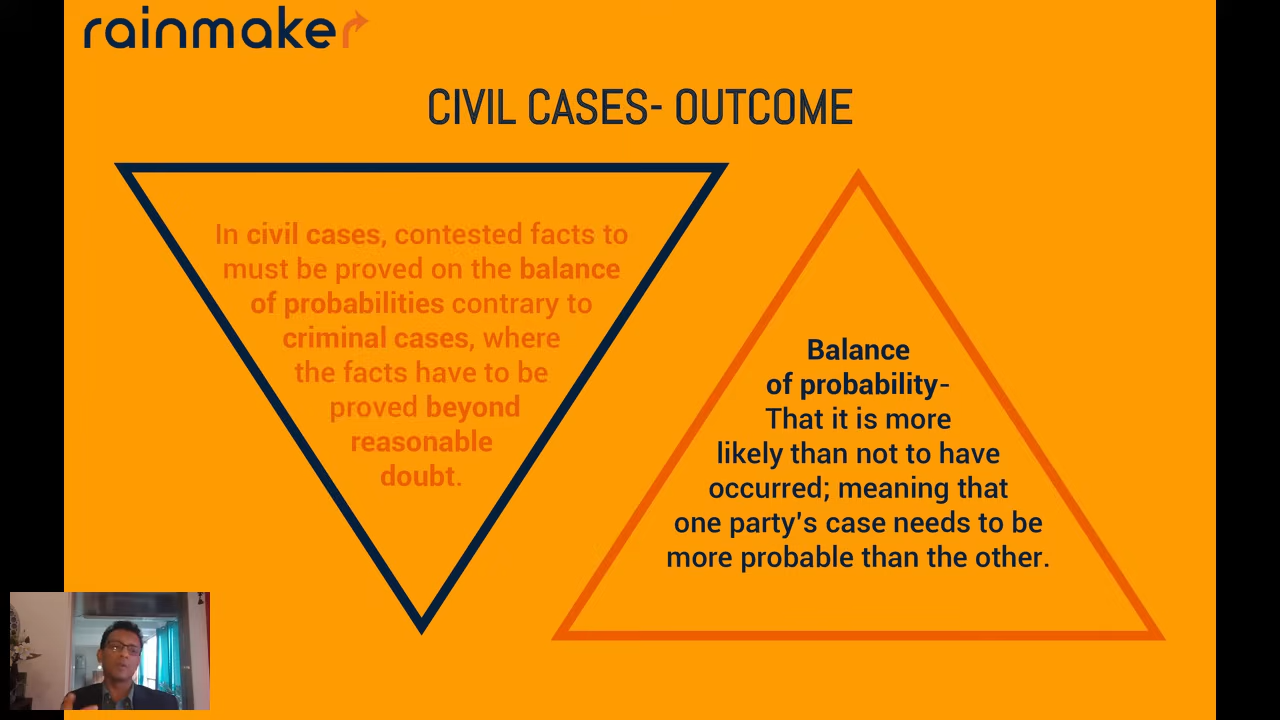 rainmaker
CIVIL CASES- OUTCOME
In civil cases, contested facts to
must be proved on the balance
of probabilities contrary to
criminal cases, where
the facts have to be
proved beyond
reasonable
doubt.
Balance
of probability-
That it is more
likely than not to have
occurred; meaning that
one party's case needs to be
more probable than the other.